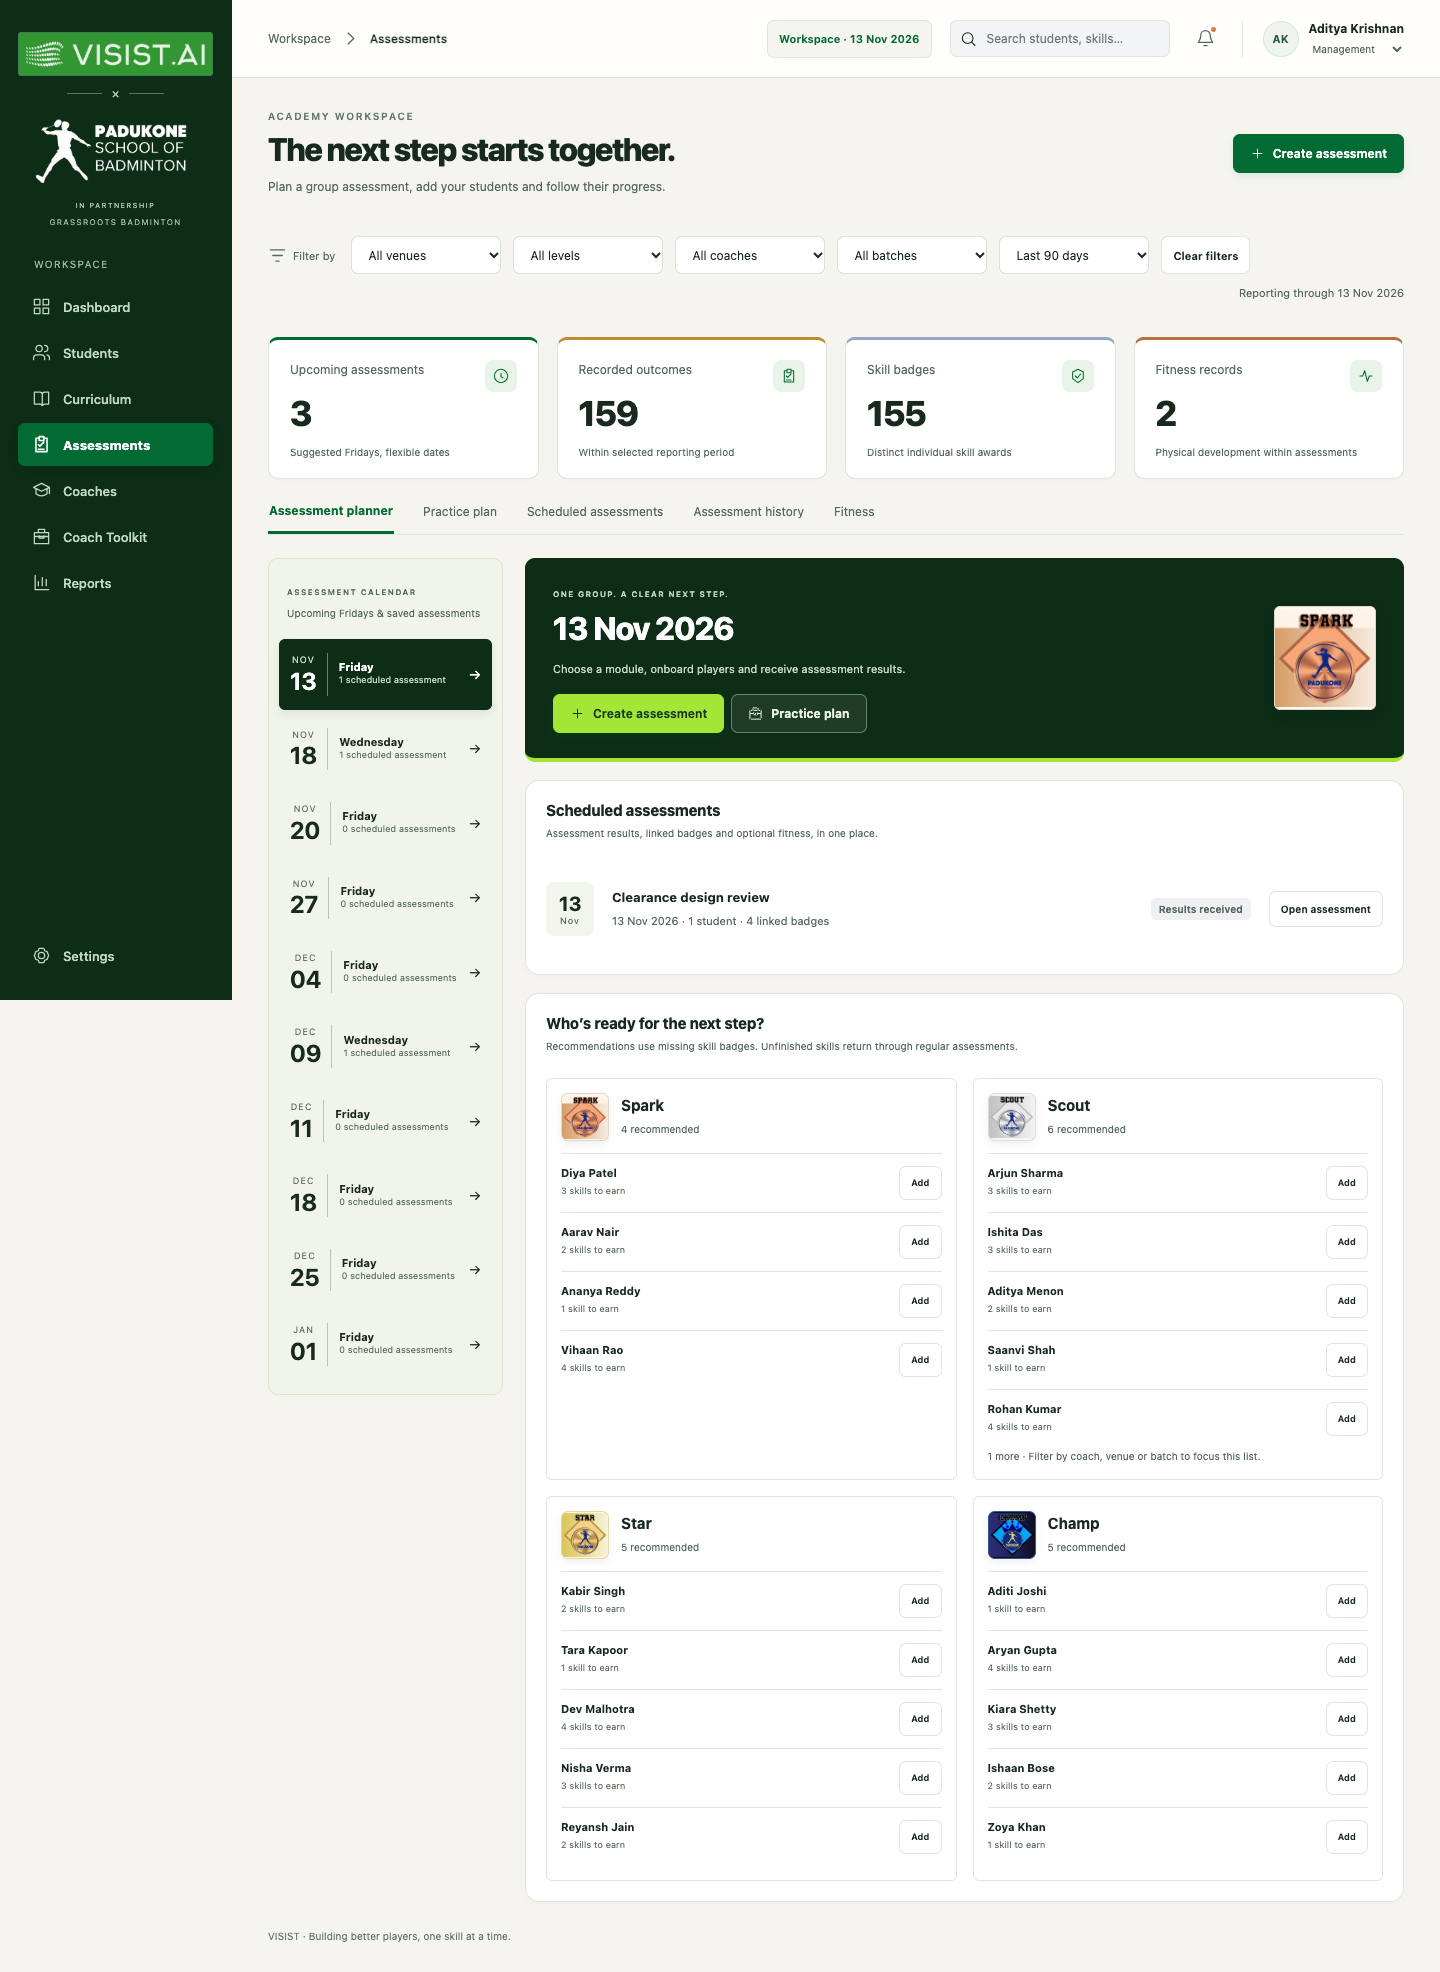 VISIST.AI
×
PADUKONE
SCHOOL OF
BADMINTON
IN PARTNERSHIP
GRASSROOTS BADMINTON
WORKSPACE
Dashboard
Students
Curriculum
Assessments
Coaches
Coach Toolkit
Reports
Settings
Workspace > Assessments
Workspace · 13 Nov 2026
Search students, skills...
AK
Aditya Krishnan
Management
ACADEMY WORKSPACE
The next step starts together.
Plan a group assessment, add your students and follow their progress.
+ Create assessment
Filter by
All venues
All levels
All coaches
All batches
Last 90 days
Clear filters
Reporting through 13 Nov 2026
Upcoming assessments
3
Suggested Fridays, flexible dates
Recorded outcomes
159
Within selected reporting period
Skill badges
155
Distinct individual skill awards
Fitness records
2
Physical development within assessments
Assessment planner
Practice plan
Scheduled assessments
Assessment history
Fitness
ASSESSMENT CALENDAR
Upcoming Fridays & saved assessments
NOV
13
Friday
1 scheduled assessment
NOV
18
Wednesday
1 scheduled assessment
NOV
20
Friday
0 scheduled assessments
NOV
27
Friday
0 scheduled assessments
DEC
04
Friday
0 scheduled assessments
DEC
09
Wednesday
1 scheduled assessment
DEC
11
Friday
0 scheduled assessments
DEC
18
Friday
0 scheduled assessments
DEC
25
Friday
0 scheduled assessments
JAN
01
Friday
0 scheduled assessments
ONE GROUP. A CLEAR NEXT STEP.
13 Nov 2026
Choose a module, onboard players and receive assessment results.
+ Create assessment
Practice plan
SPARK
PADUKONE
Scheduled assessments
Assessment results, linked badges and optional fitness, in one place.
13
Nov
Clearance design review
13 Nov 2026 · 1 student · 4 linked badges
Results received
Open assessment
Who's ready for the next step?
Recommendations use missing skill badges. Unfinished skills return through regular assessments.
SPARK
Spark
4 recommended
Diya Patel
3 skills to earn
Add
Aarav Nair
2 skills to earn
Add
Ananya Reddy
1 skill to earn
Add
Vihaan Rao
4 skills to earn
Add
SCOUT
Scout
6 recommended
Arjun Sharma
3 skills to earn
Add
Ishita Das
3 skills to earn
Add
Aditya Menon
2 skills to earn
Add
Saanvi Shah
1 skill to earn
Add
Rohan Kumar
4 skills to earn
Add
1 more · Filter by coach, venue or batch to focus this list.
STAR
Star
5 recommended
Kabir Singh
2 skills to earn
Add
Tara Kapoor
1 skill to earn
Add
Dev Malhotra
4 skills to earn
Add
Nisha Verma
3 skills to earn
Add
Reyansh Jain
2 skills to earn
Add
Champ
5 recommended
Aditi Joshi
1 skill to earn
Add
Aryan Gupta
4 skills to earn
Add
Kiara Shetty
3 skills to earn
Add
Ishaan Bose
2 skills to earn
Add
Zoya Khan
1 skill to earn
Add
VISIST · Building better players, one skill at a time.